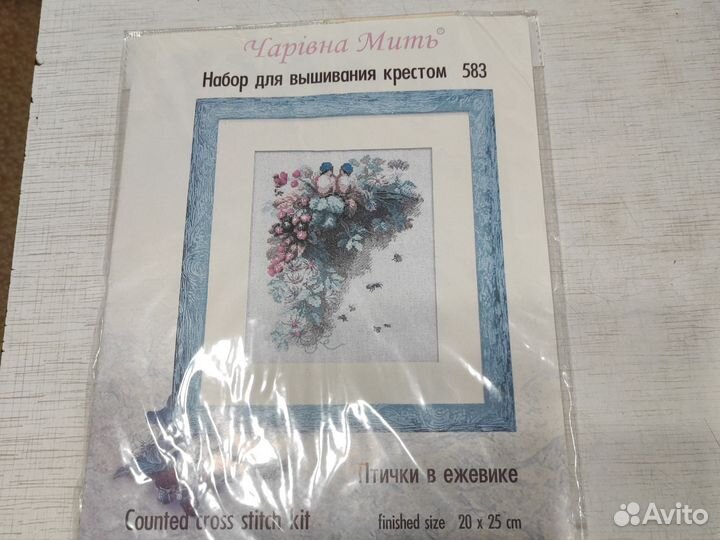 Чарівна Мить®
Набор для вышивания крестом 583
Птички в ежевике
Counted cross stitch kit finished size 20 x 25 cm
Avito